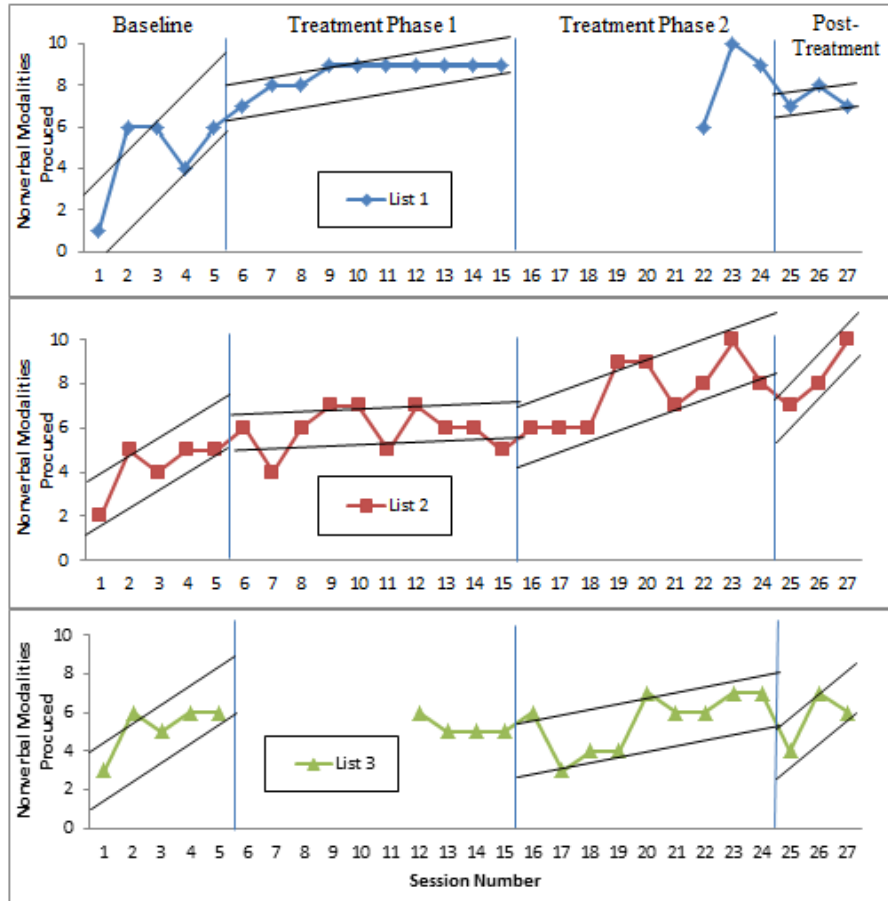 Baseline
Treatment Phase 1
Treatment Phase 2
Post-
Treatment
Nonverbal Modalities
Procuced
10
8
6
4
2
0
List 1
1 2 3 4 5 6 7 8 9 10 11 12 13 14 15 16 17 18 19 20 21 22 23 24 25 26 27
Nonverbal Modalities
Procuced
10
8
6
4
2
0
List 2
1 2 3 4 5 6 7 8 9 10 11 12 13 14 15 16 17 18 19 20 21 22 23 24 25 26 27
Nonverbal Modalities
Procuced
10
8
6
4
2
0
List 3
1 2 3 4 5 6 7 8 9 10 11 12 13 14 15 16 17 18 19 20 21 22 23 24 25 26 27
Session Number